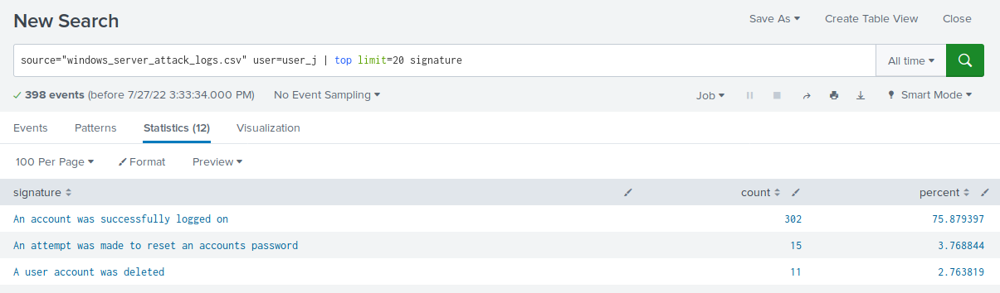 New Search
Save As
Create Table View
Close
source="windows_server_attack_logs.csv" user=user_j | top limit=20 signature
All time
398 events (before 7/27/22 3:33:34.000 PM)
No Event Sampling
Job
Smart Mode
Events
Patterns
Statistics (12)
Visualization
100 Per Page
Format
Preview
signature
count
percent
An account was successfully logged on 302 75.879397
An attempt was made to reset an accounts password 15 3.768844
A user account was deleted 11 2.763819